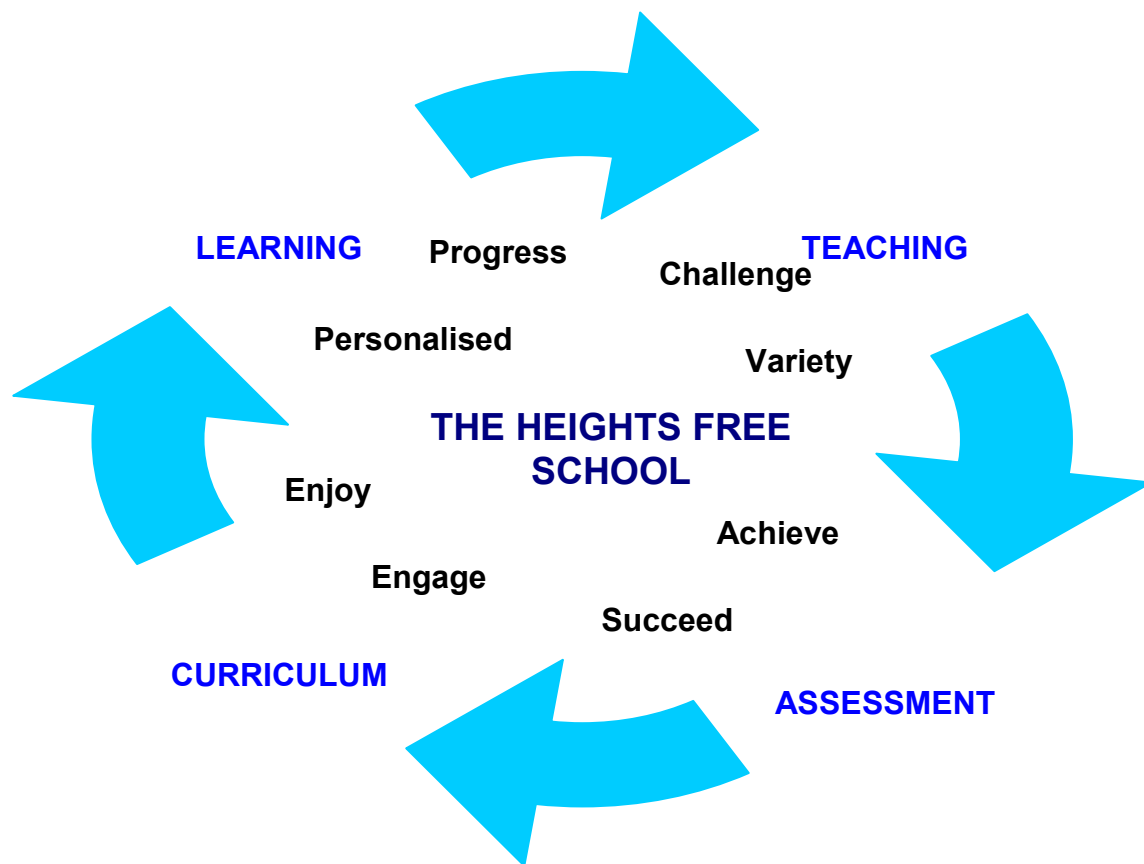 LEARNING
Progress
TEACHING
Challenge
Personalised
Variety
THE HEIGHTS FREE
SCHOOL
Enjoy
Achieve
Engage
Succeed
CURRICULUM
ASSESSMENT